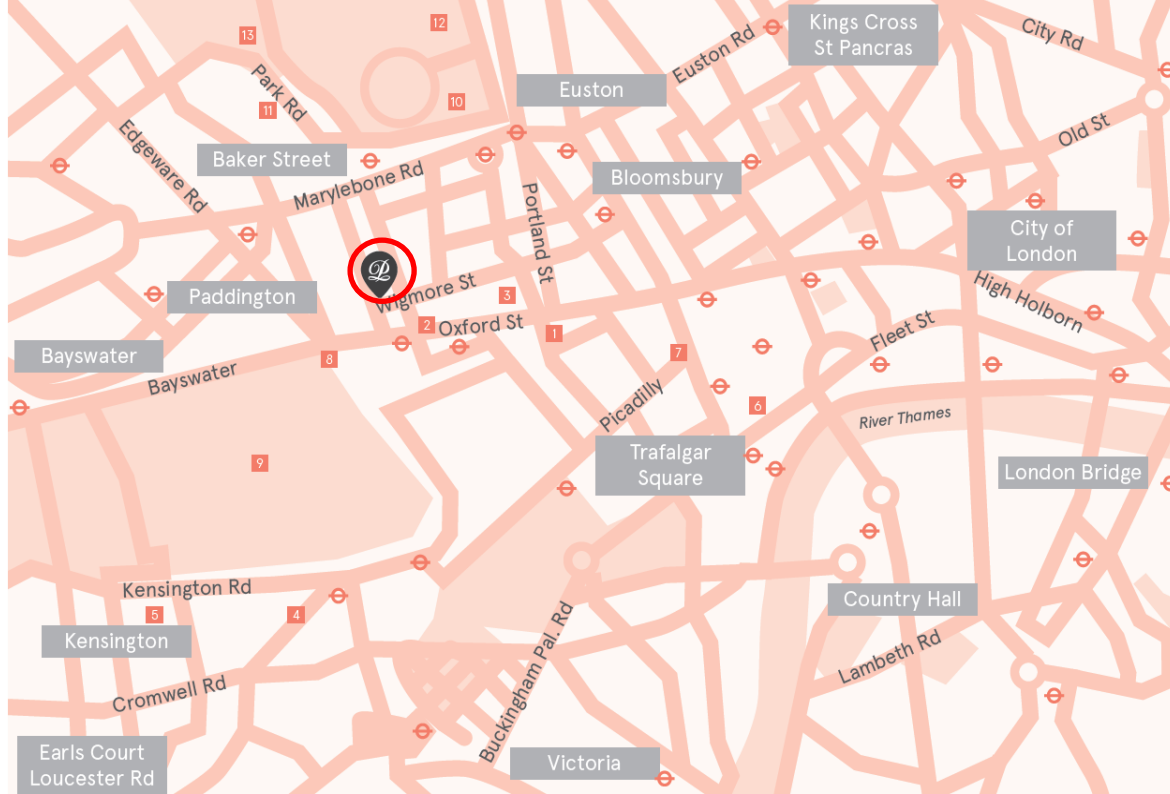 Kings Cross
St Pancras
City Rd
12
13
Euston Rd
Park Rd
Euston
10
11
Old St
Edgeware Rd
Baker Street
Marylebone Rd
Bloomsbury
Portland St
City of
London
P
Paddington
Wigmore St
3
High Holborn
2
Oxford St
1
Fleet St
Bayswater
8
7
Bayswater
Picadilly
6
River Thames
Trafalgar
Square
9
London Bridge
Kensington Rd
5
4
Country Hall
Kensington
Buckingham Pal. Rd
Lambeth Rd
Cromwell Rd
Earls Court
Loucester Rd
Victoria